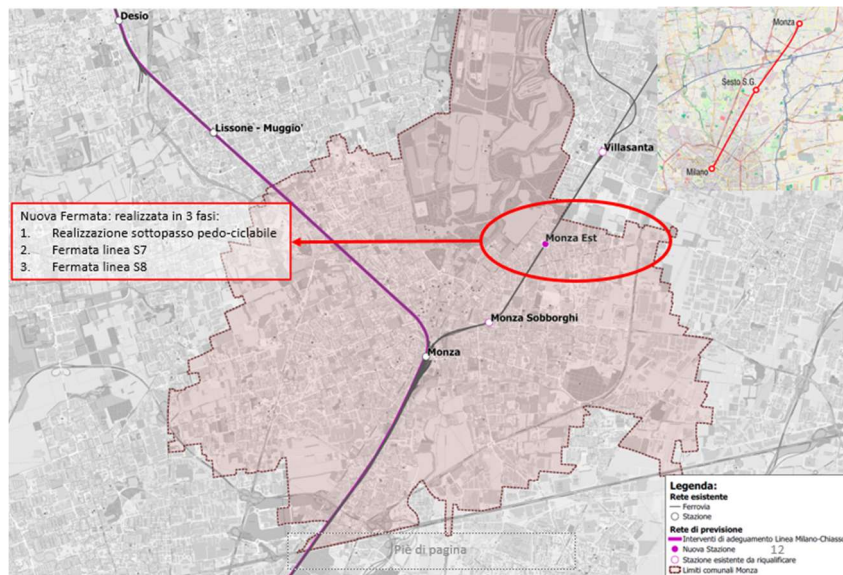 Desio
Monza
Sesto S.G.
Milano
Lissone - Muggio'
Villasanta
Nuova Fermata: realizzata in 3 fasi:
1. Realizzazione sottopasso pedo-ciclabile
2. Fermata linea S7
3. Fermata linea S8
Monza Est
Monza Sobborghi
Monza
Legenda:
Rete esistente
Ferrovia
Stazione
Rete di previsione
Interventi di adeguamento Linea Milano-Chiasso
Nuova Stazione
12
Stazione esistente da riqualificare
Limiti comunali Monza
Piè di pagina